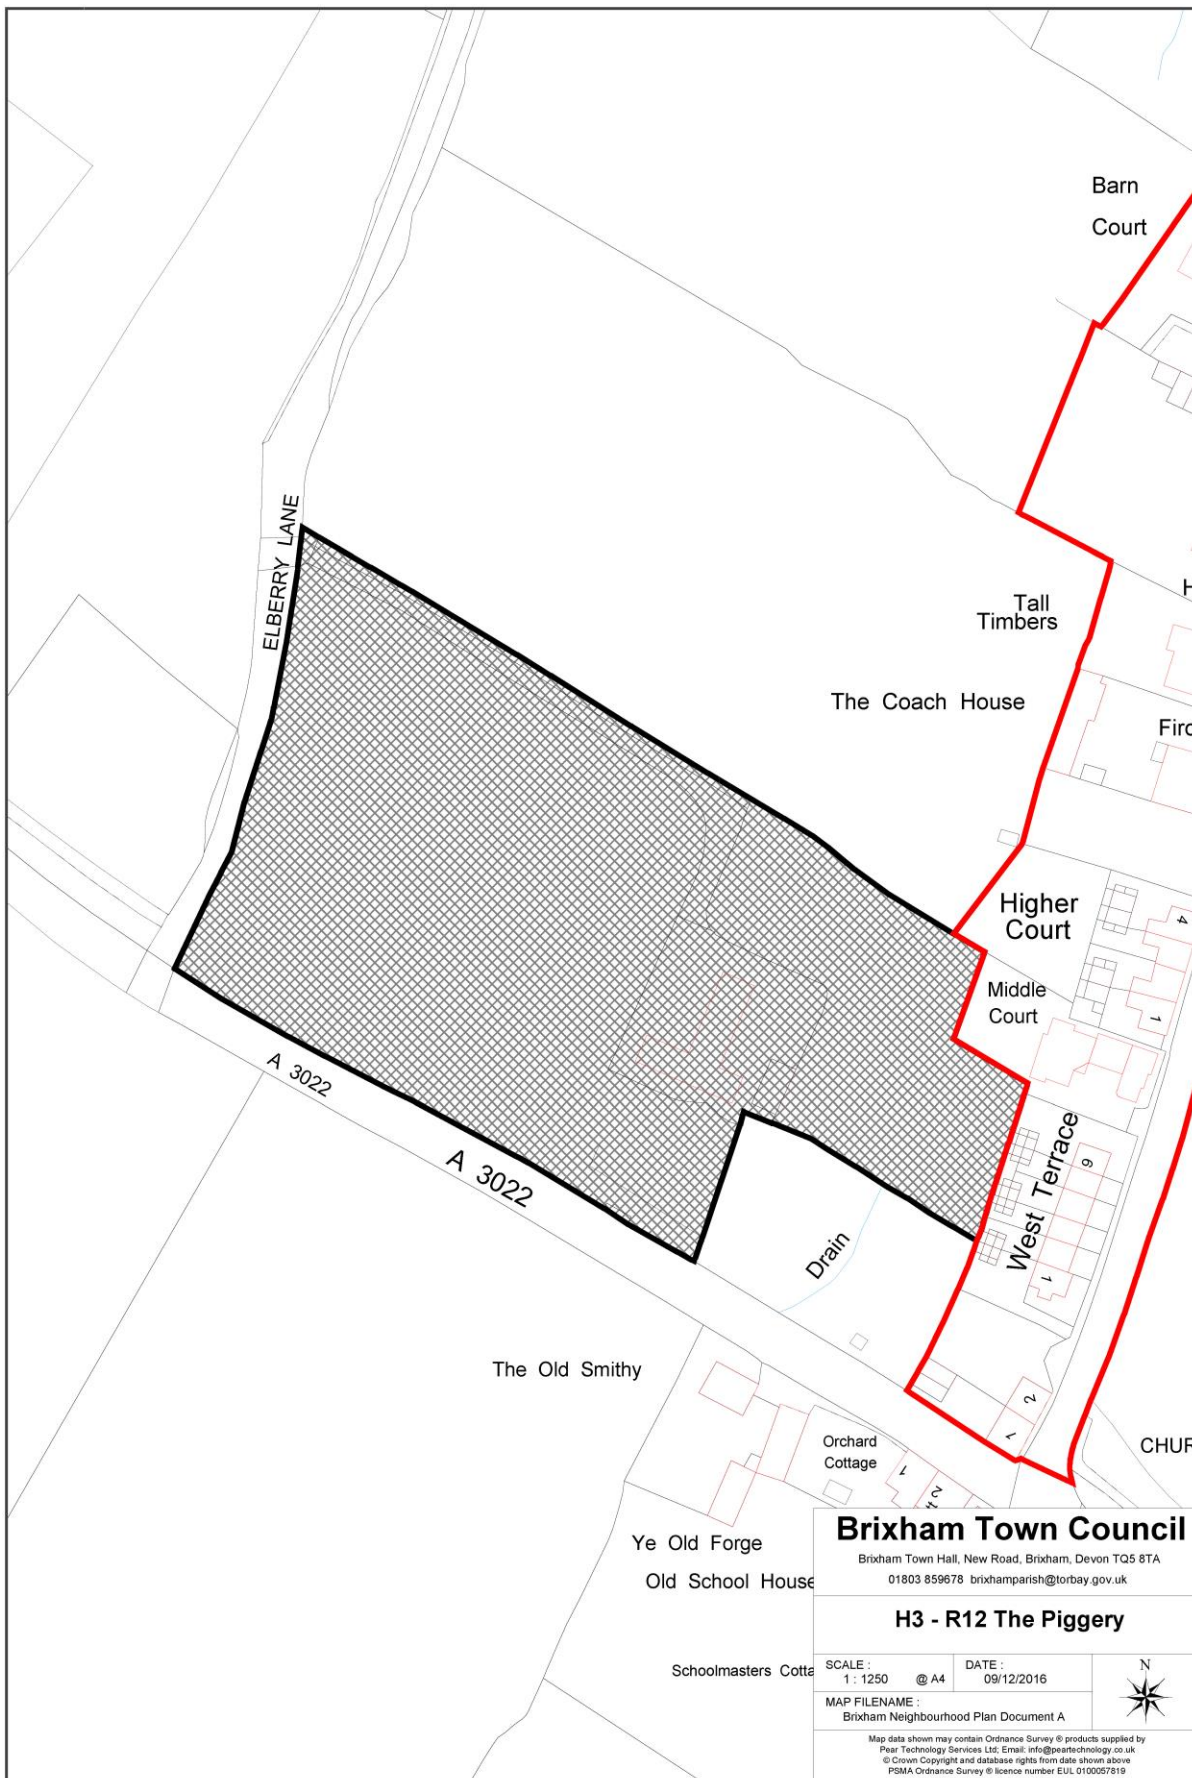 Barn
Court
H
Tall
Timbers
The Coach House
ELBERRY LANE
Higher
Court
4
Middle
Court
1
A 3022
A 3022
West Terrace
6
1
Drain
The Old Smithy
2
1
Orchard
Cottage
1
2
CHUR
Ye Old Forge
Old School House
Schoolmasters Cotta
Brixham Town Council
Brixham Town Hall, New Road, Brixham, Devon TQ5 8TA
01803 859678 brixhamparish@torbay.gov.uk
H3 - R12 The Piggery
SCALE :
1 : 1250 @ A4
DATE :
09/12/2016
N
MAP FILENAME :
Brixham Neighbourhood Plan Document A
Map data shown may contain Ordnance Survey ® products supplied by
Pear Technology Services Ltd; Email: info@peartechnology.co.uk
© Crown Copyright and database rights from date shown above
PSMA Ordnance Survey ® licence number EUL 0100057819